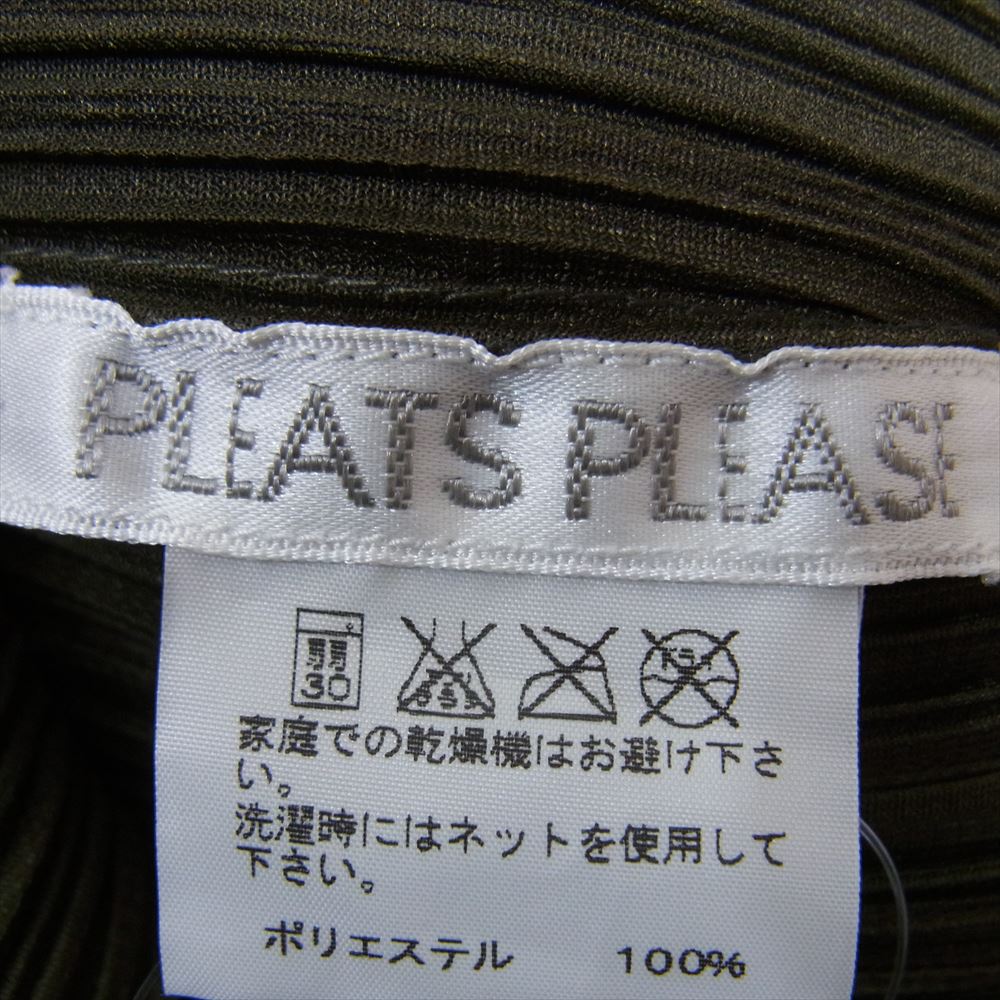 PLEATS PLEASE
弱
30
家庭での乾燥機はお避け下さ
い。
洗濯時にはネットを使用して
下さい。
ポリエステル 100%